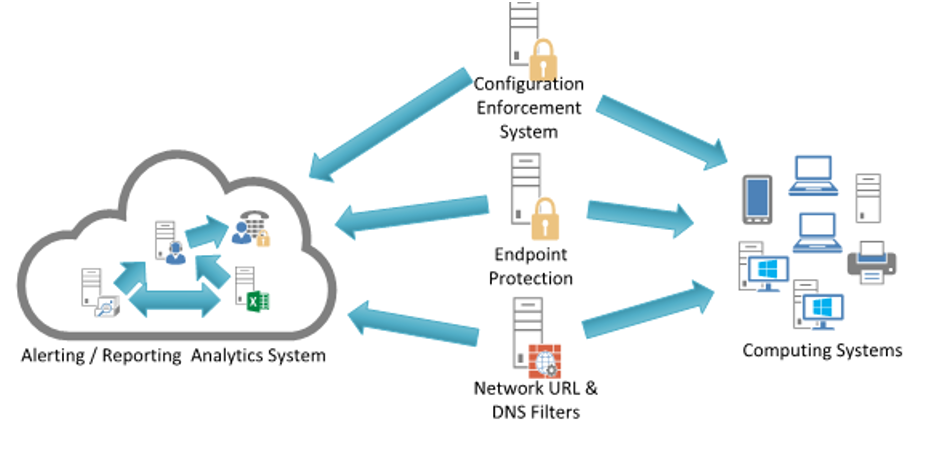 Configuration
Enforcement
System
Endpoint
Protection
Network URL &
DNS Filters
Alerting / Reporting Analytics System
Computing Systems